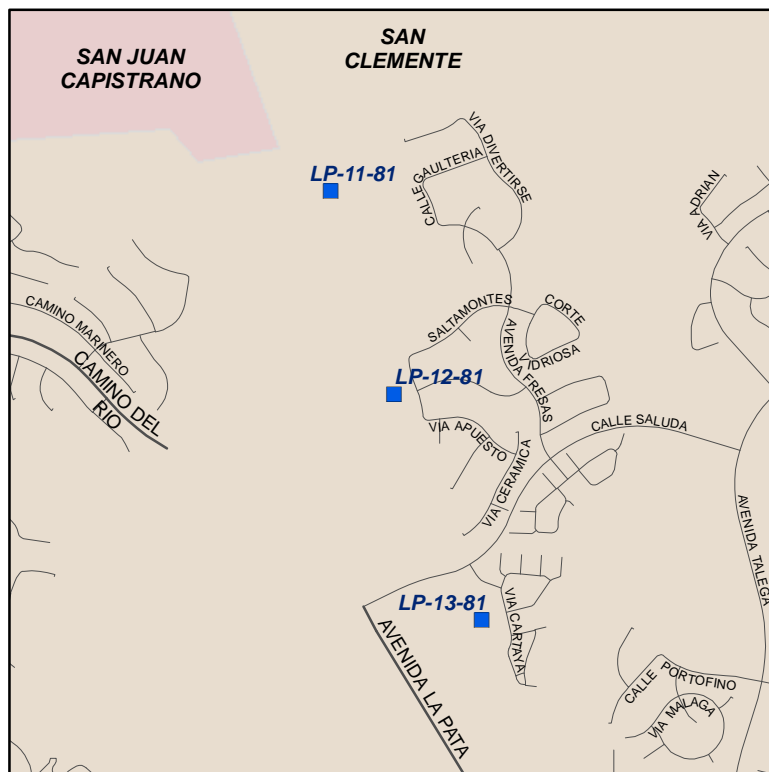 SAN JUAN
CAPISTRANO
SAN
CLEMENTE
VIA DIVERTIRSE
CALLE GAULTERIA
LP-11-81
VIA ADRIAN
CAMINO MARINERO
CAMINO DEL
RIO
SALTAMONTES
CORTE
VIDRIOSA
AVENIDA FRESAS
LP-12-81
VIA APUESTO
CALLE SALUDA
VIA CERAMICA
AVENIDA TALEGA
LP-13-81
VIA CARTAYA
AVENIDA LA PATA
CALLE PORTOFINO
VIA MALAGA